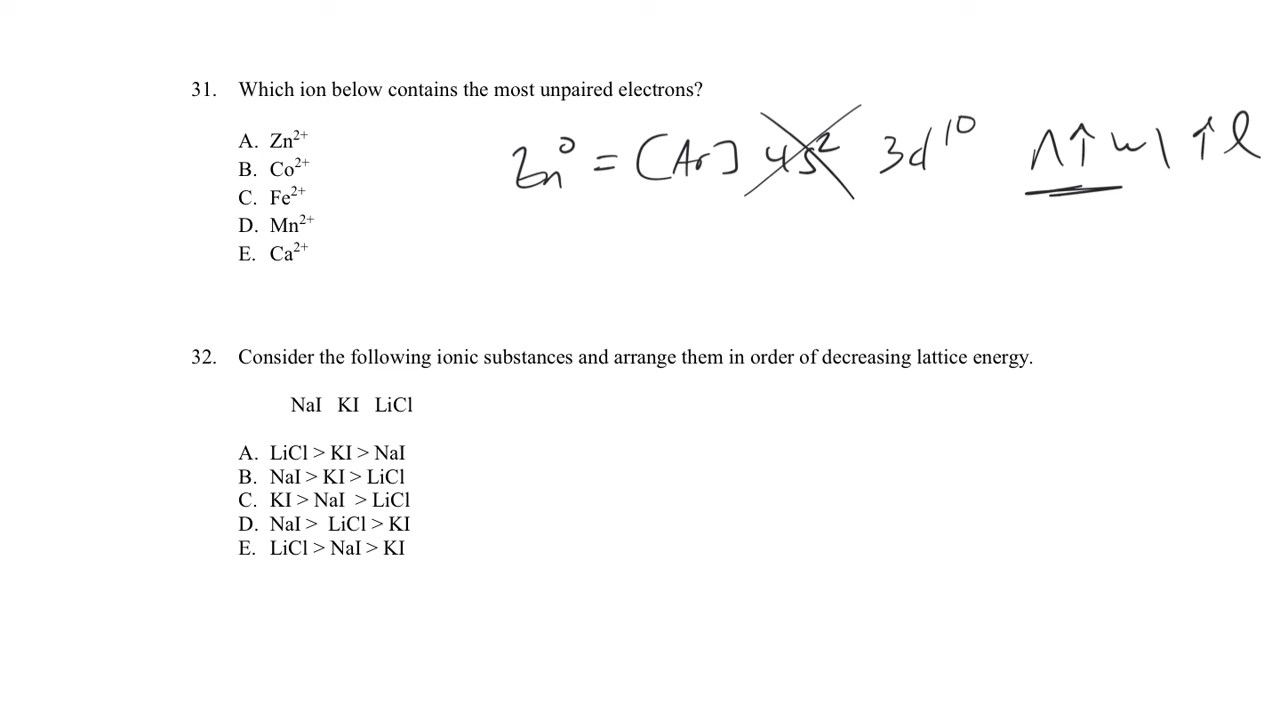 31. Which ion below contains the most unpaired electrons?
A. Zn²⁺
B. Co²⁺
C. Fe²⁺
D. Mn²⁺
E. Ca²⁺
Zn⁰ = [Ar] 4s² 3d¹⁰ n↑ w\ ↑ℓ
32. Consider the following ionic substances and arrange them in order of decreasing lattice energy.
NaI KI LiCl
A. LiCl > KI > NaI
B. NaI > KI > LiCl
C. KI > NaI > LiCl
D. NaI > LiCl > KI
E. LiCl > NaI > KI